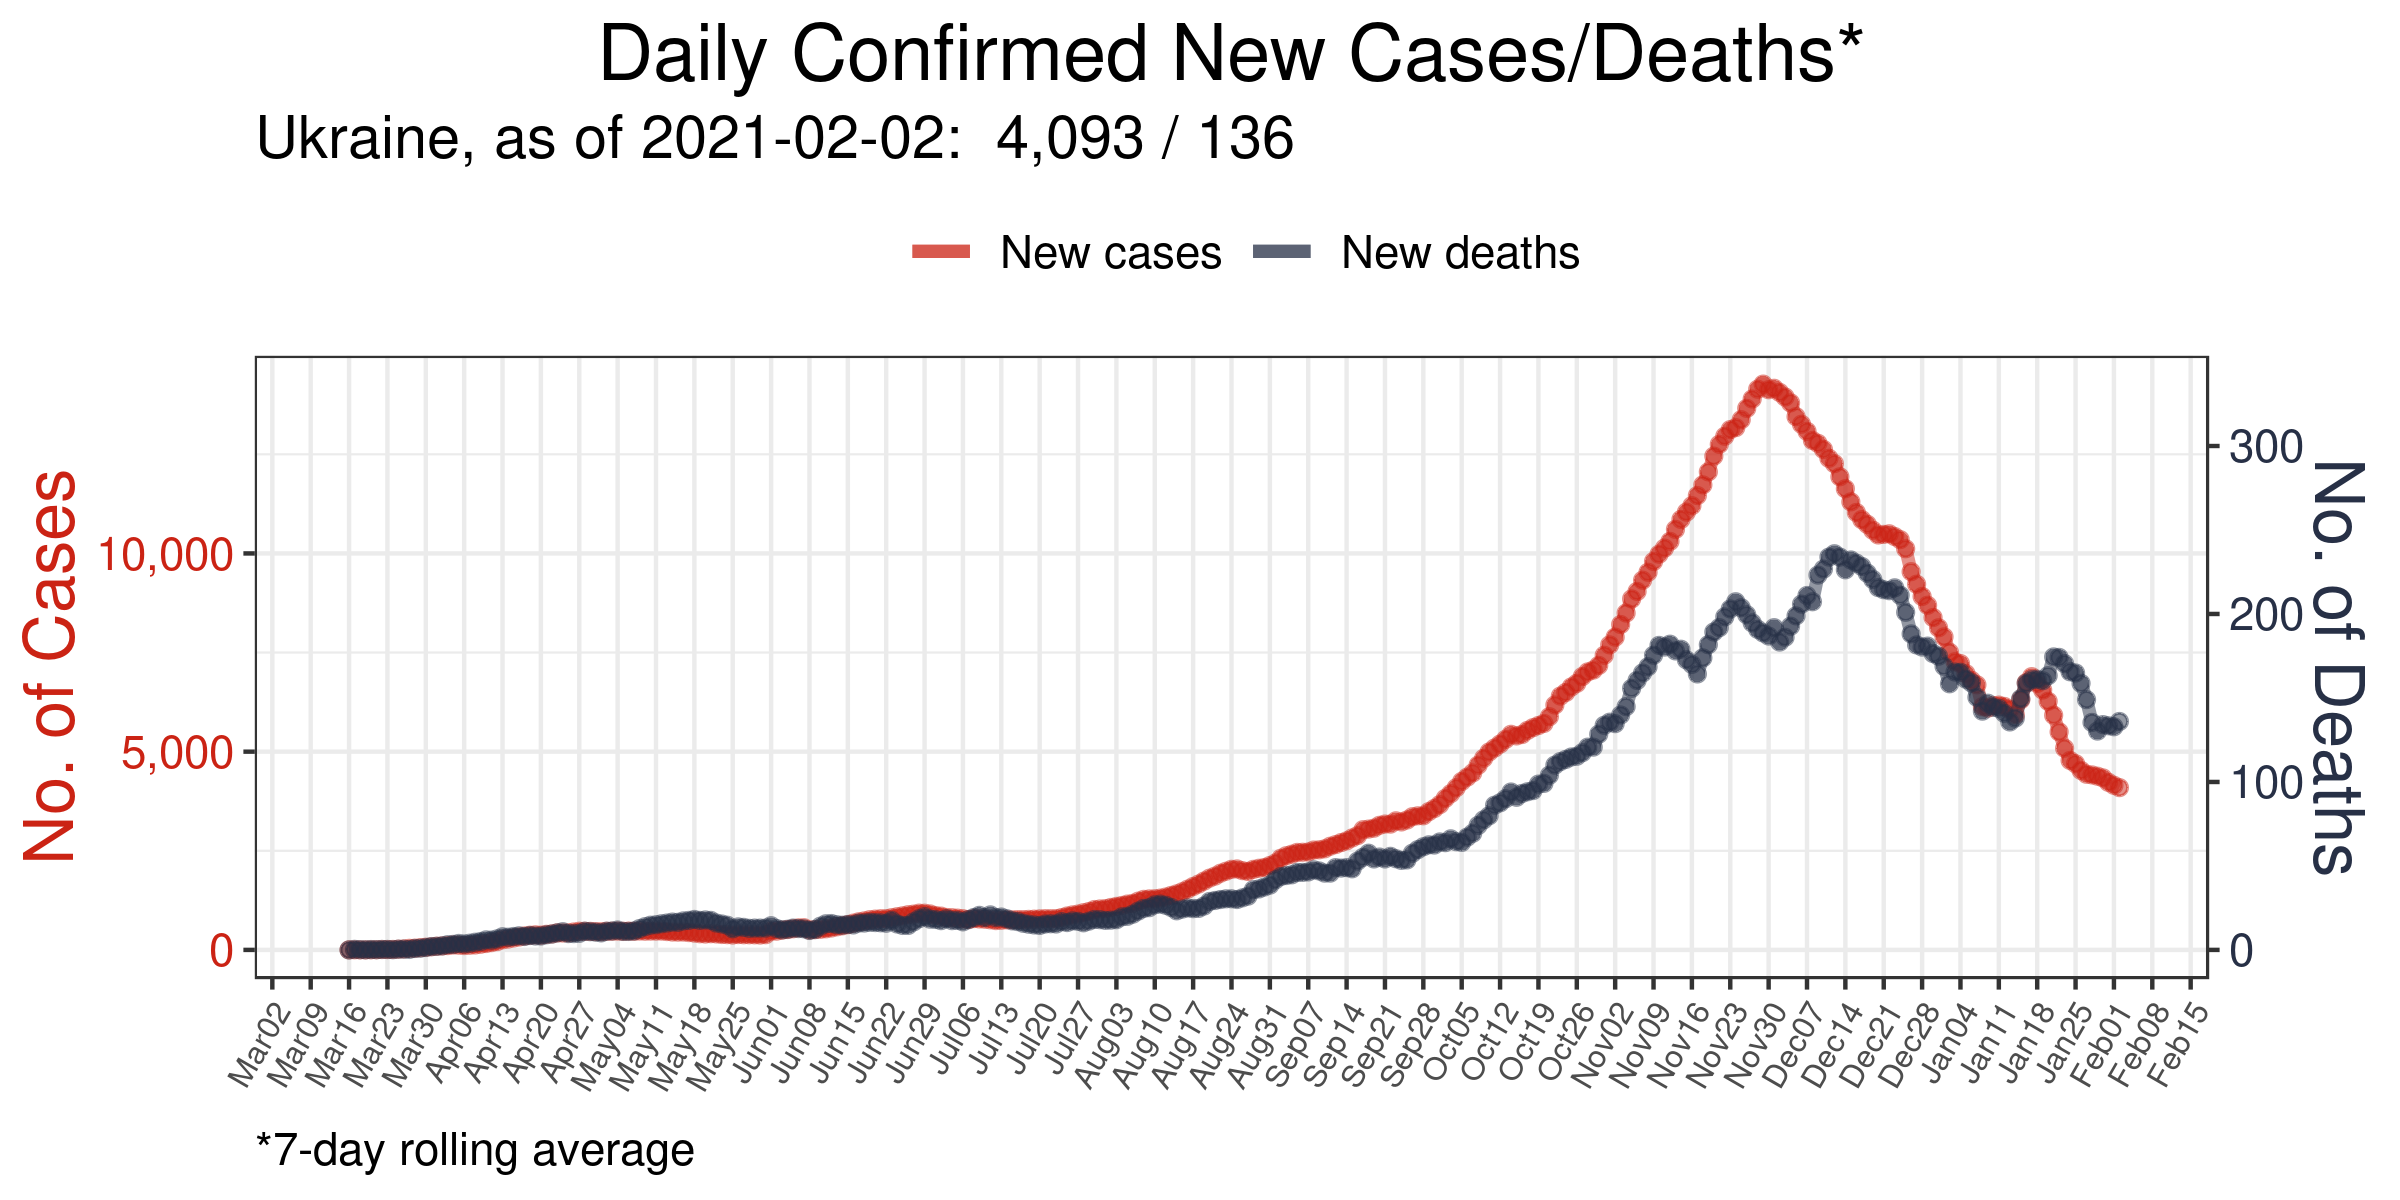 Daily Confirmed New Cases/Deaths*
Ukraine, as of 2021-02-02:  4,093 / 136
New cases New deaths
No. of Cases
10,000
5,000
0
300
200
100
0
No. of Deaths
Mar02 Mar09 Mar16 Mar23 Mar30 Apr06 Apr13 Apr20 Apr27 May04 May11 May18 May25 Jun01 Jun08 Jun15 Jun22 Jun29 Jul06 Jul13 Jul20 Jul27 Aug03 Aug10 Aug17 Aug24 Aug31 Sep07 Sep14 Sep21 Sep28 Oct05 Oct12 Oct19 Oct26 Nov02 Nov09 Nov16 Nov23 Nov30 Dec07 Dec14 Dec21 Dec28 Jan04 Jan11 Jan18 Jan25 Feb01 Feb08 Feb15
*7-day rolling average